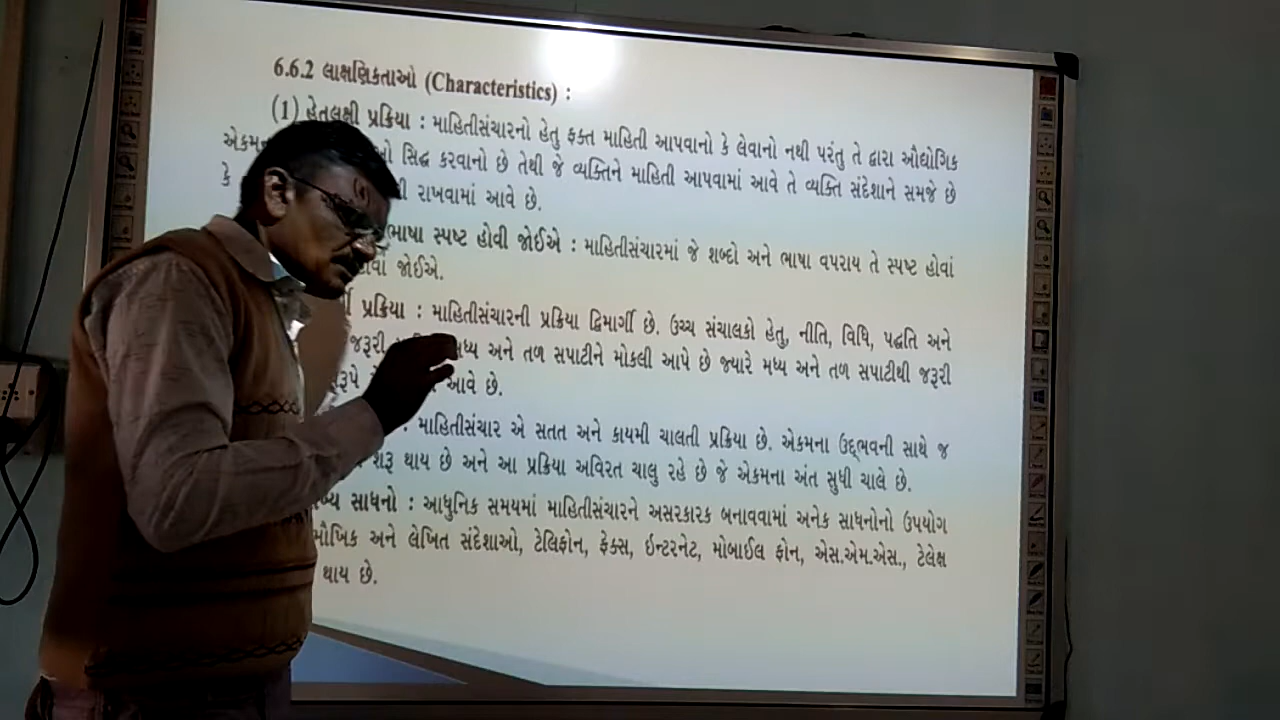 6.6.2 લાક્ષણિકતાઓ (Characteristics) :
(1) હેતુલક્ષી પ્રક્રિયા : માહિતીસંચારનો હેતુ ફક્ત માહિતી આપવાનો કે લેવાનો નથી પરંતુ તે દ્વારા ઔદ્યોગિક
સિદ્ધ કરવાનો છે તેથી જે વ્યક્તિને માહિતી આપવામાં આવે તે વ્યક્તિ સંદેશાને સમજે છે
કે રાખવામાં આવે છે.
ભાષા સ્પષ્ટ હોવી જોઈએ : માહિતીસંચારમાં જે શબ્દો અને ભાષા વપરાય તે સ્પષ્ટ હોવાં
જોઈએ.
પ્રક્રિયા : માહિતીસંચારની પ્રક્રિયા દ્વિમાર્ગી છે. ઉચ્ચ સંચાલકો હેતુ, નીતિ, વિધિ, પદ્ધતિ અને
જરૂરી મધ્ય અને તળ સપાટીને મોકલી આપે છે જ્યારે મધ્ય અને તળ સપાટીથી જરૂરી
આવે છે.
: માહિતીસંચાર એ સતત અને કાયમી ચાલતી પ્રક્રિયા છે. એકમના ઉદ્દભવની સાથે જ
શરૂ થાય છે અને આ પ્રક્રિયા અવિરત ચાલુ રહે છે જે એકમના અંત સુધી ચાલે છે.
સાધનો : આધુનિક સમયમાં માહિતીસંચારને અસરકારક બનાવવામાં અનેક સાધનોનો ઉપયોગ
મૌખિક અને લેખિત સંદેશાઓ, ટેલિફોન, ફેક્સ, ઇન્ટરનેટ, મોબાઈલ ફોન, એસ.એમ.એસ., ટેલેક્ષ
થાય છે.